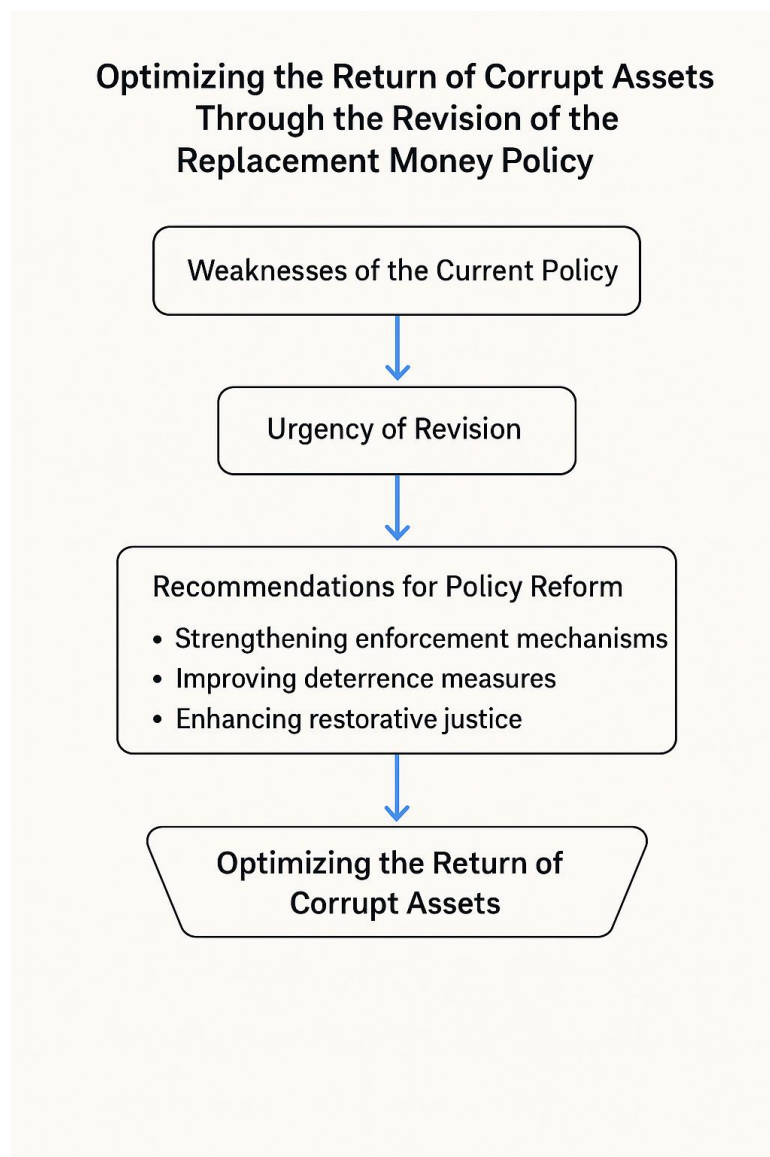 Optimizing the Return of Corrupt Assets
Through the Revision of the
Replacement Money Policy
Weaknesses of the Current Policy
Urgency of Revision
Recommendations for Policy Reform
• Strengthening enforcement mechanisms
• Improving deterrence measures
• Enhancing restorative justice
Optimizing the Return of
Corrupt Assets